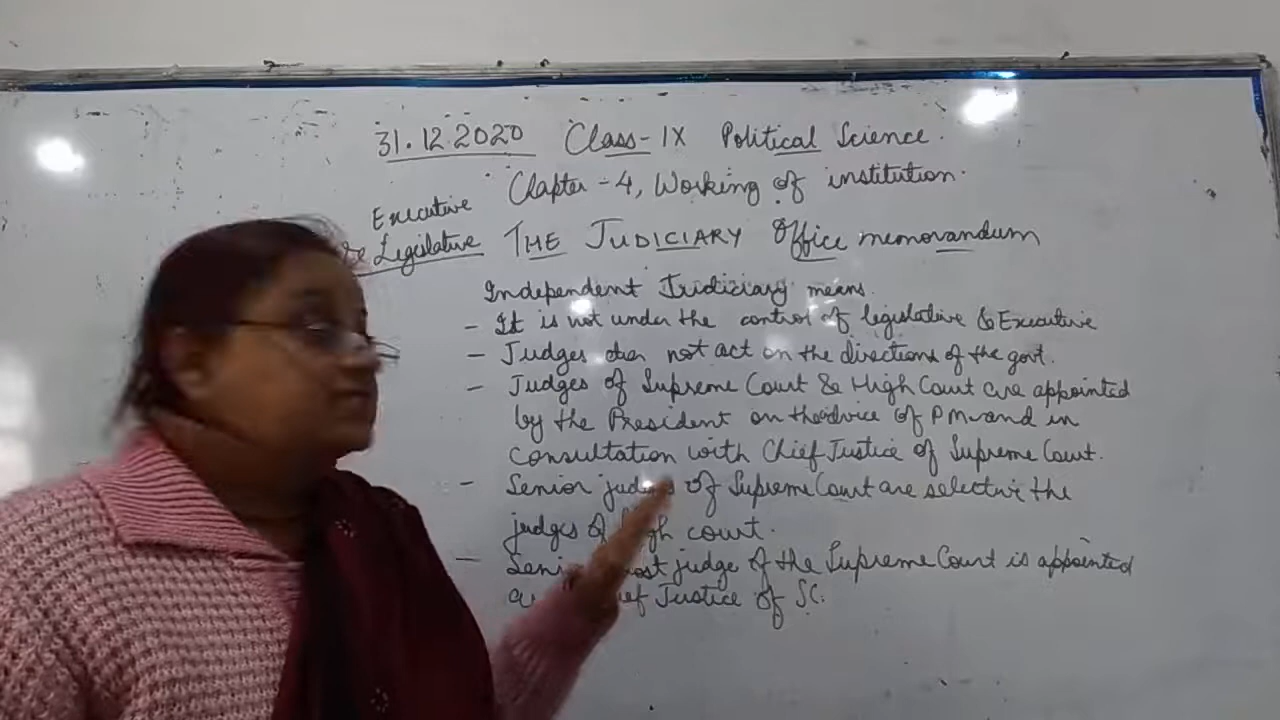 31.12.2020 Class-IX Political Science.
Chapter-4, Working of institution.
Executive
Legislative THE JUDICIARY Office memorandum
Independent Judiciary means
- It is not under the control of legislative & Executive
- Judges not act on the directions of the govt.
- Judges of Supreme Court & High Court are appointed
by the President on the advice of PM and in
Consultation with Chief Justice of Supreme Court.
- Senior judges of Supreme Court are selective the
judges of high court.
- Senior most judge of the Supreme Court is appointed
Justice of SC.